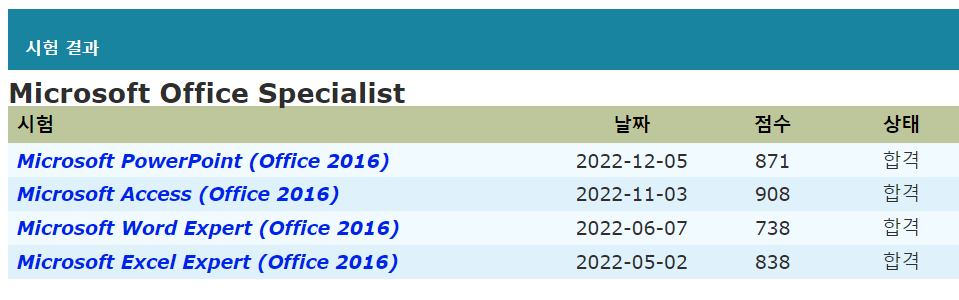 시험 결과
Microsoft Office Specialist
시험 날짜 점수 상태
Microsoft PowerPoint (Office 2016) 2022-12-05 871 합격
Microsoft Access (Office 2016) 2022-11-03 908 합격
Microsoft Word Expert (Office 2016) 2022-06-07 738 합격
Microsoft Excel Expert (Office 2016) 2022-05-02 838 합격